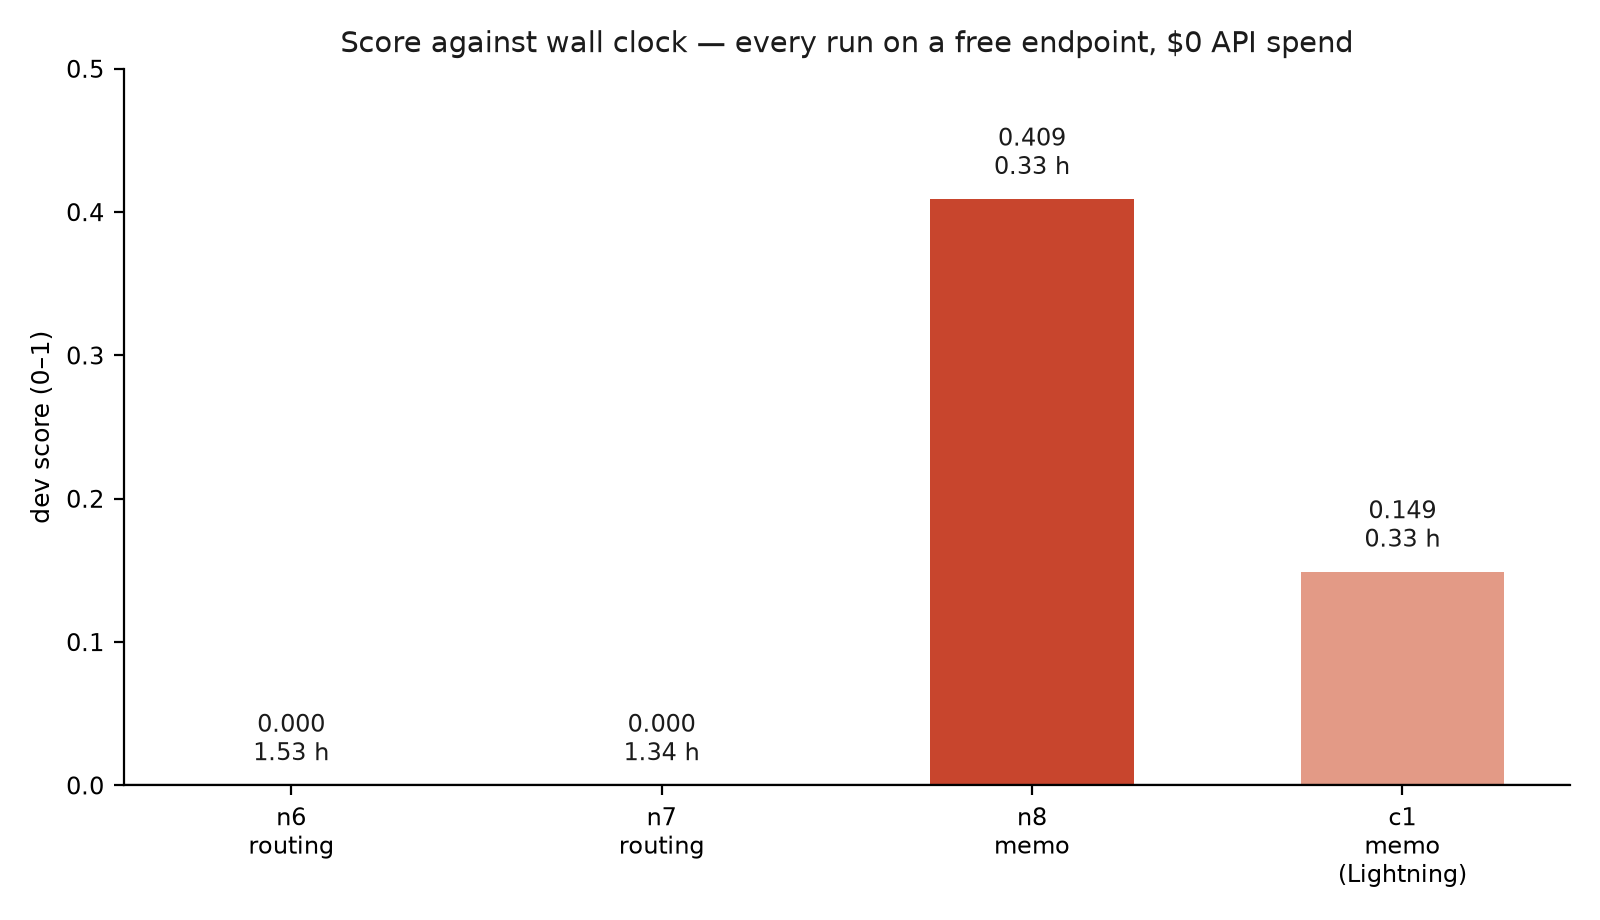 Score against wall clock — every run on a free endpoint, $0 API spend
dev score (0–1)
0.5
0.4
0.3
0.2
0.1
0.0
0.000
1.53 h
0.000
1.34 h
0.409
0.33 h
0.149
0.33 h
n6
routing
n7
routing
n8
memo
c1
memo
(Lightning)